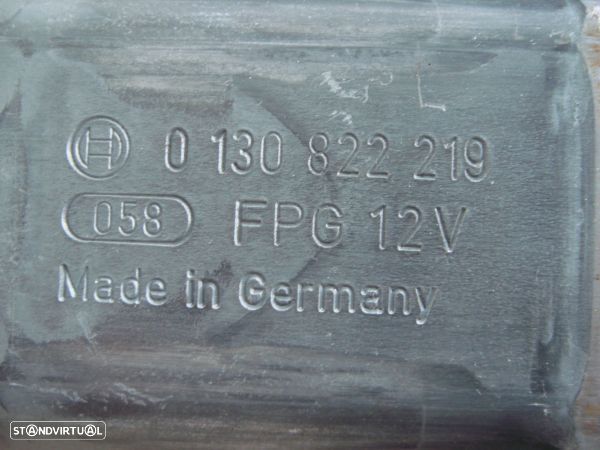 L
0 130 822 219
058 FPG 12V
Made in Germany
STANDVIRTUAL